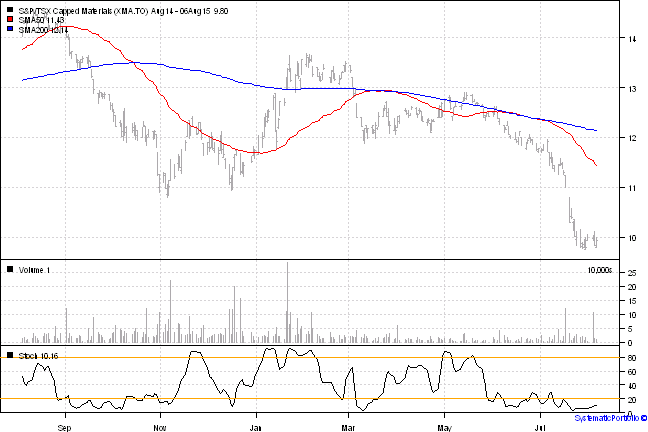 S&P/TSX Capped Materials (XMA.TO) Aug14 - 06Aug15 9.80
SMA50 11.43
SMA200 12.14
14
13
12
11
10
Volume 1
10,000s
25
20
15
10
5
0
Stoch 10.16
80
60
40
20
0
Sep Nov Jan Mar May Jul
SystematicPortfolio ©